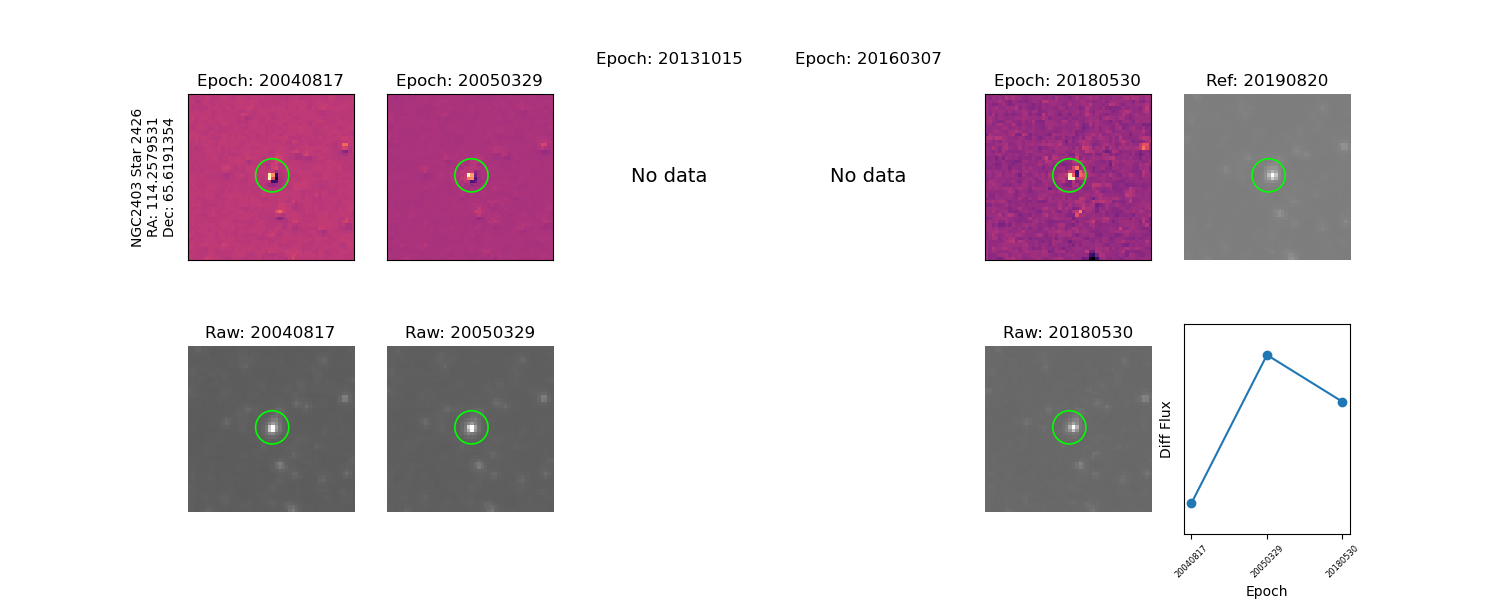 Epoch: 20131015
Epoch: 20160307
Epoch: 20040817
Epoch: 20050329
Epoch: 20180530
Ref: 20190820
NGC2403 Star 2426
RA: 114.2579531
Dec: 65.6191354
No data
No data
Raw: 20040817
Raw: 20050329
Raw: 20180530
Diff Flux
20040817
20050329
20180530
Epoch